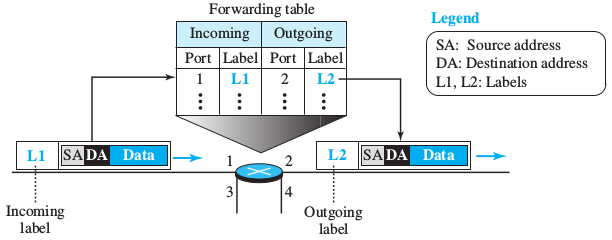 Forwarding table
Incoming Outgoing
Port Label Port Label
1 L1 2 L2
Legend
SA: Source address
DA: Destination address
L1, L2: Labels
L1 SA DA Data
1 2
3 4
L2 SA DA Data
Incoming
label
Outgoing
label